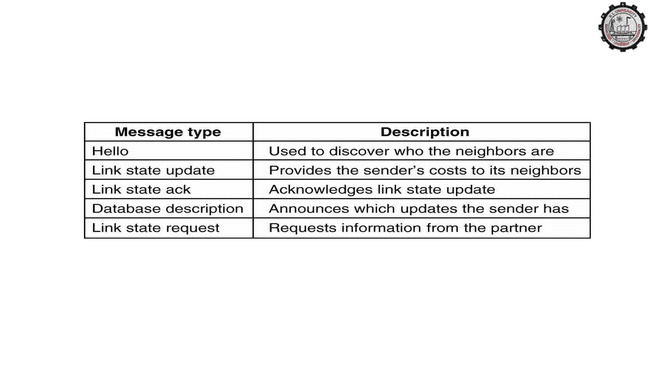 Message type Description
Hello Used to discover who the neighbors are
Link state update Provides the sender's costs to its neighbors
Link state ack Acknowledges link state update
Database description Announces which updates the sender has
Link state request Requests information from the partner